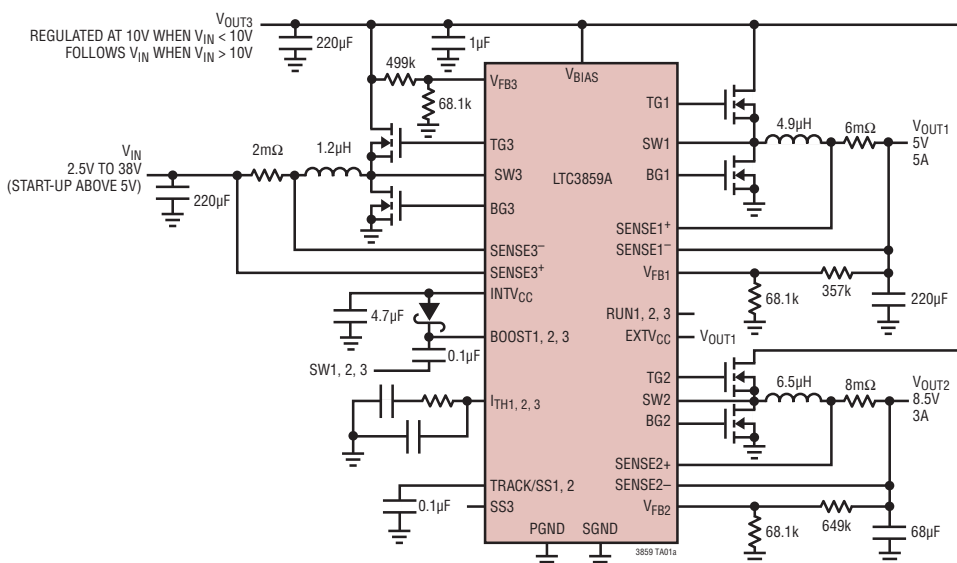 VOUT3
REGULATED AT 10V WHEN VIN < 10V
FOLLOWS VIN WHEN VIN > 10V
220µF
1µF
499k
68.1k
VFB3
VBIAS
TG3
SW3
BG3
SENSE3–
SENSE3+
INTVCC
BOOST1, 2, 3
ITH1, 2, 3
TRACK/SS1, 2
SS3
PGND
SGND
LTC3859A
TG1
SW1
BG1
SENSE1+
SENSE1–
VFB1
RUN1, 2, 3
EXTVCC
TG2
SW2
BG2
SENSE2+
SENSE2–
VFB2
VIN
2.5V TO 38V
(START-UP ABOVE 5V)
220µF
2mΩ
1.2µH
4.7µF
0.1µF
SW1, 2, 3
0.1µF
4.9µH
6mΩ
VOUT1
5V
5A
68.1k
357k
220µF
VOUT1
6.5µH
8mΩ
VOUT2
8.5V
3A
68.1k
649k
68µF
3859 TA01a